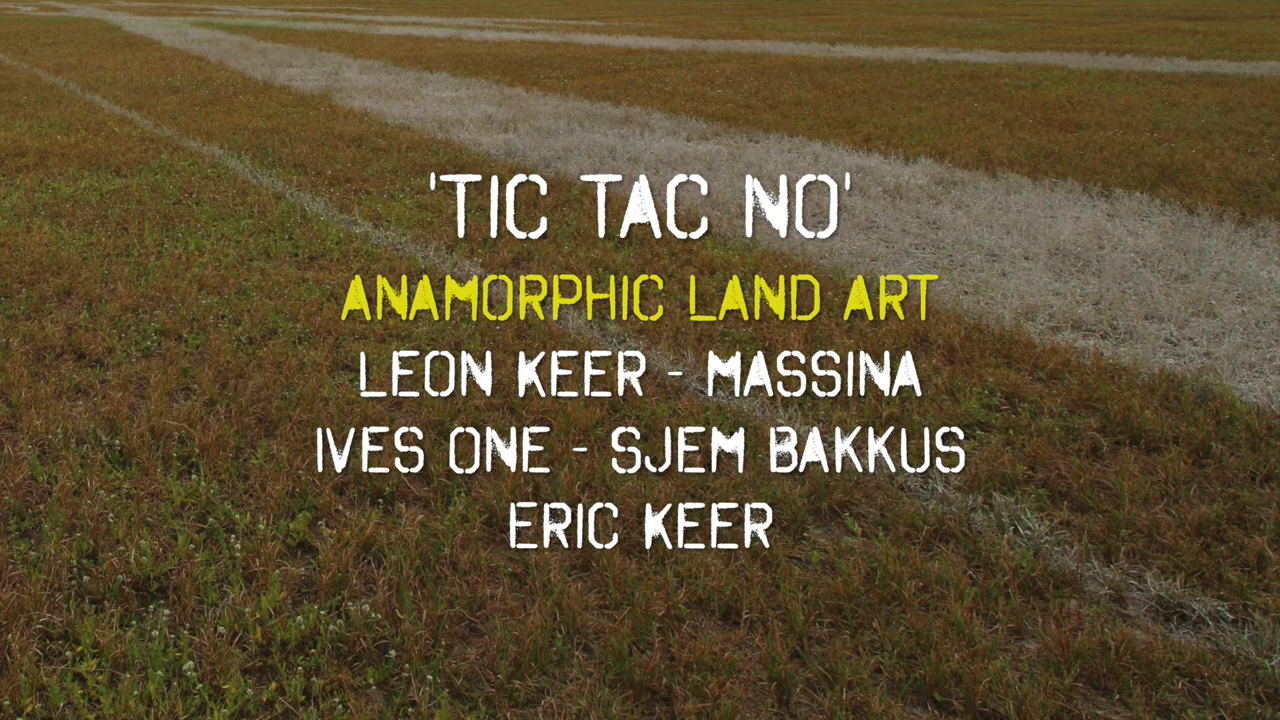 'TIC TAC NO'
ANAMORPHIC LAND ART
LEON KEER - MASSINA
IVES ONE - SJEM BAKKUS
ERIC KEER